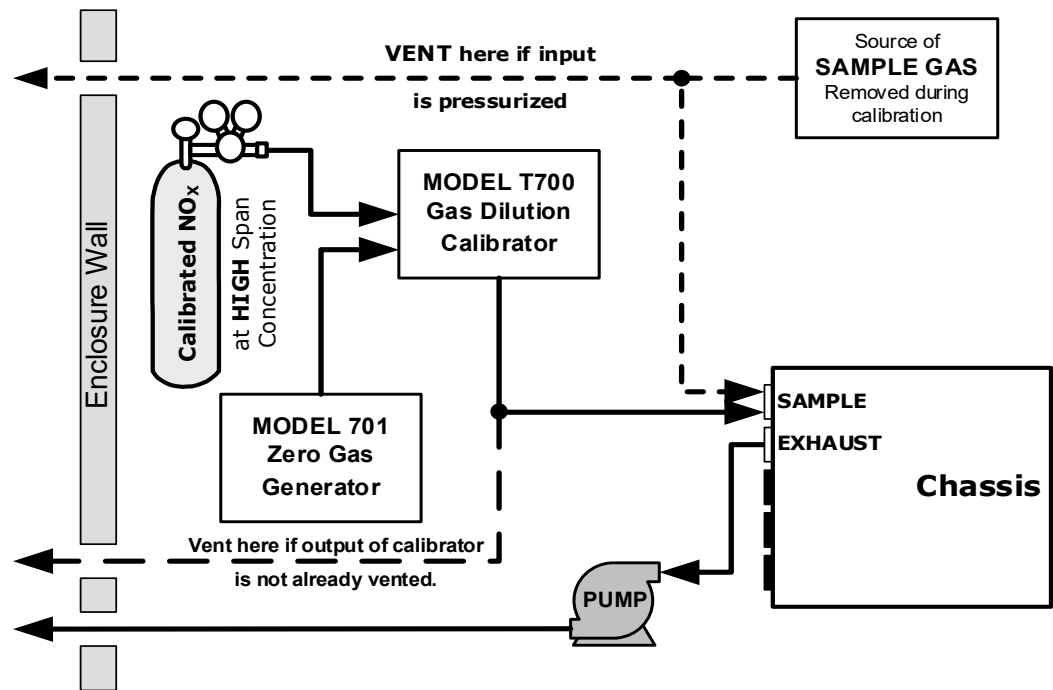 VENT here if input
is pressurized
Source of
SAMPLE GAS
Removed during
calibration
Enclosure Wall
Calibrated NOX
at HIGH Span
Concentration
MODEL T700
Gas Dilution
Calibrator
MODEL 701
Zero Gas
Generator
SAMPLE
EXHAUST
Chassis
Vent here if output of calibrator
is not already vented.
PUMP